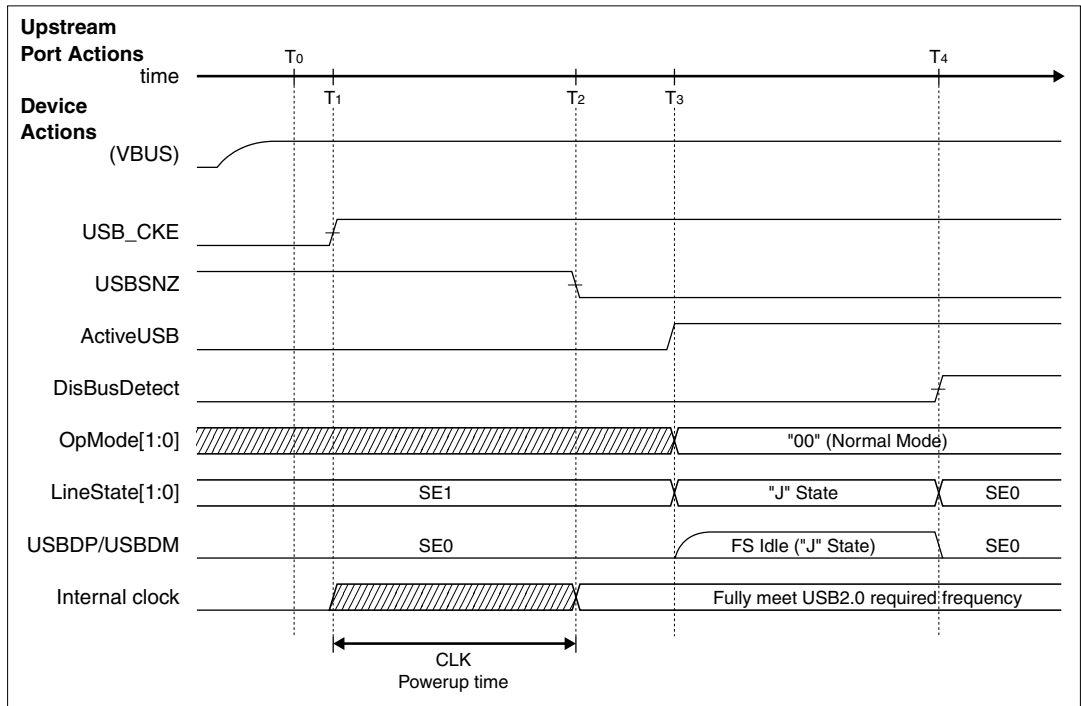 Upstream
Port Actions
time
T0
T4
T1
T2
T3
Device
Actions
(VBUS)
USB_CKE
USBSNZ
ActiveUSB
DisBusDetect
OpMode[1:0]
"00" (Normal Mode)
LineState[1:0]
SE1
"J" State
SE0
USBDP/USBDM
SE0
FS Idle ("J" State)
SE0
Internal clock
Fully meet USB2.0 required frequency
CLK
Powerup time